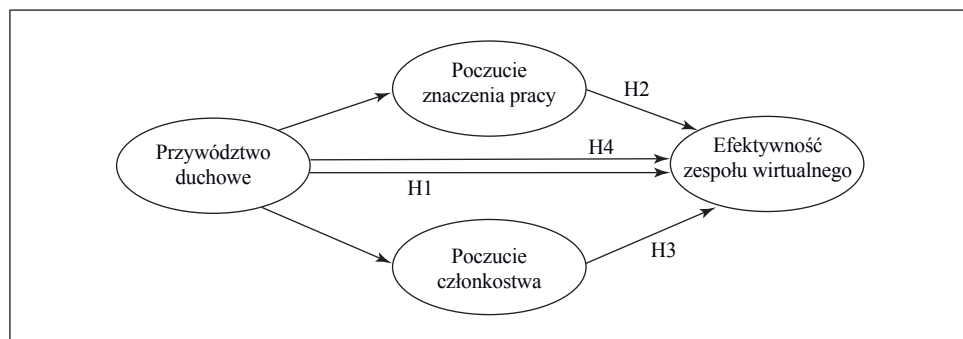 Poczucie
znaczenia pracy
H2
Przywództwo
duchowe
H4
H1
Efektywność
zespołu wirtualnego
Poczucie
członkostwa
H3